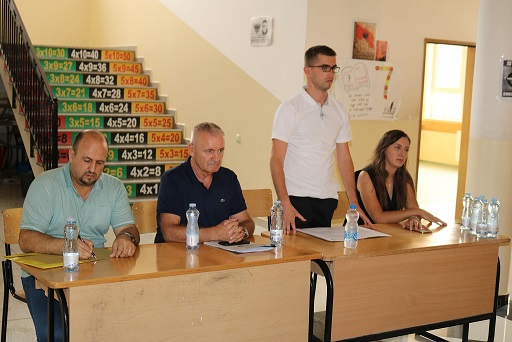 3x10=30 4x10=40 5x10=50
3x9=27 4x9=36 5x9=45
3x8=24 4x8=32 5x8=40
3x7=21 4x7=28 5x7=35
3x6=18 4x6=24 5x6=30
3x5=15 4x5=20 5x5=25
4x4=16 5x4=20
4x3=12 5x3=15
4x2=8
4x1
7